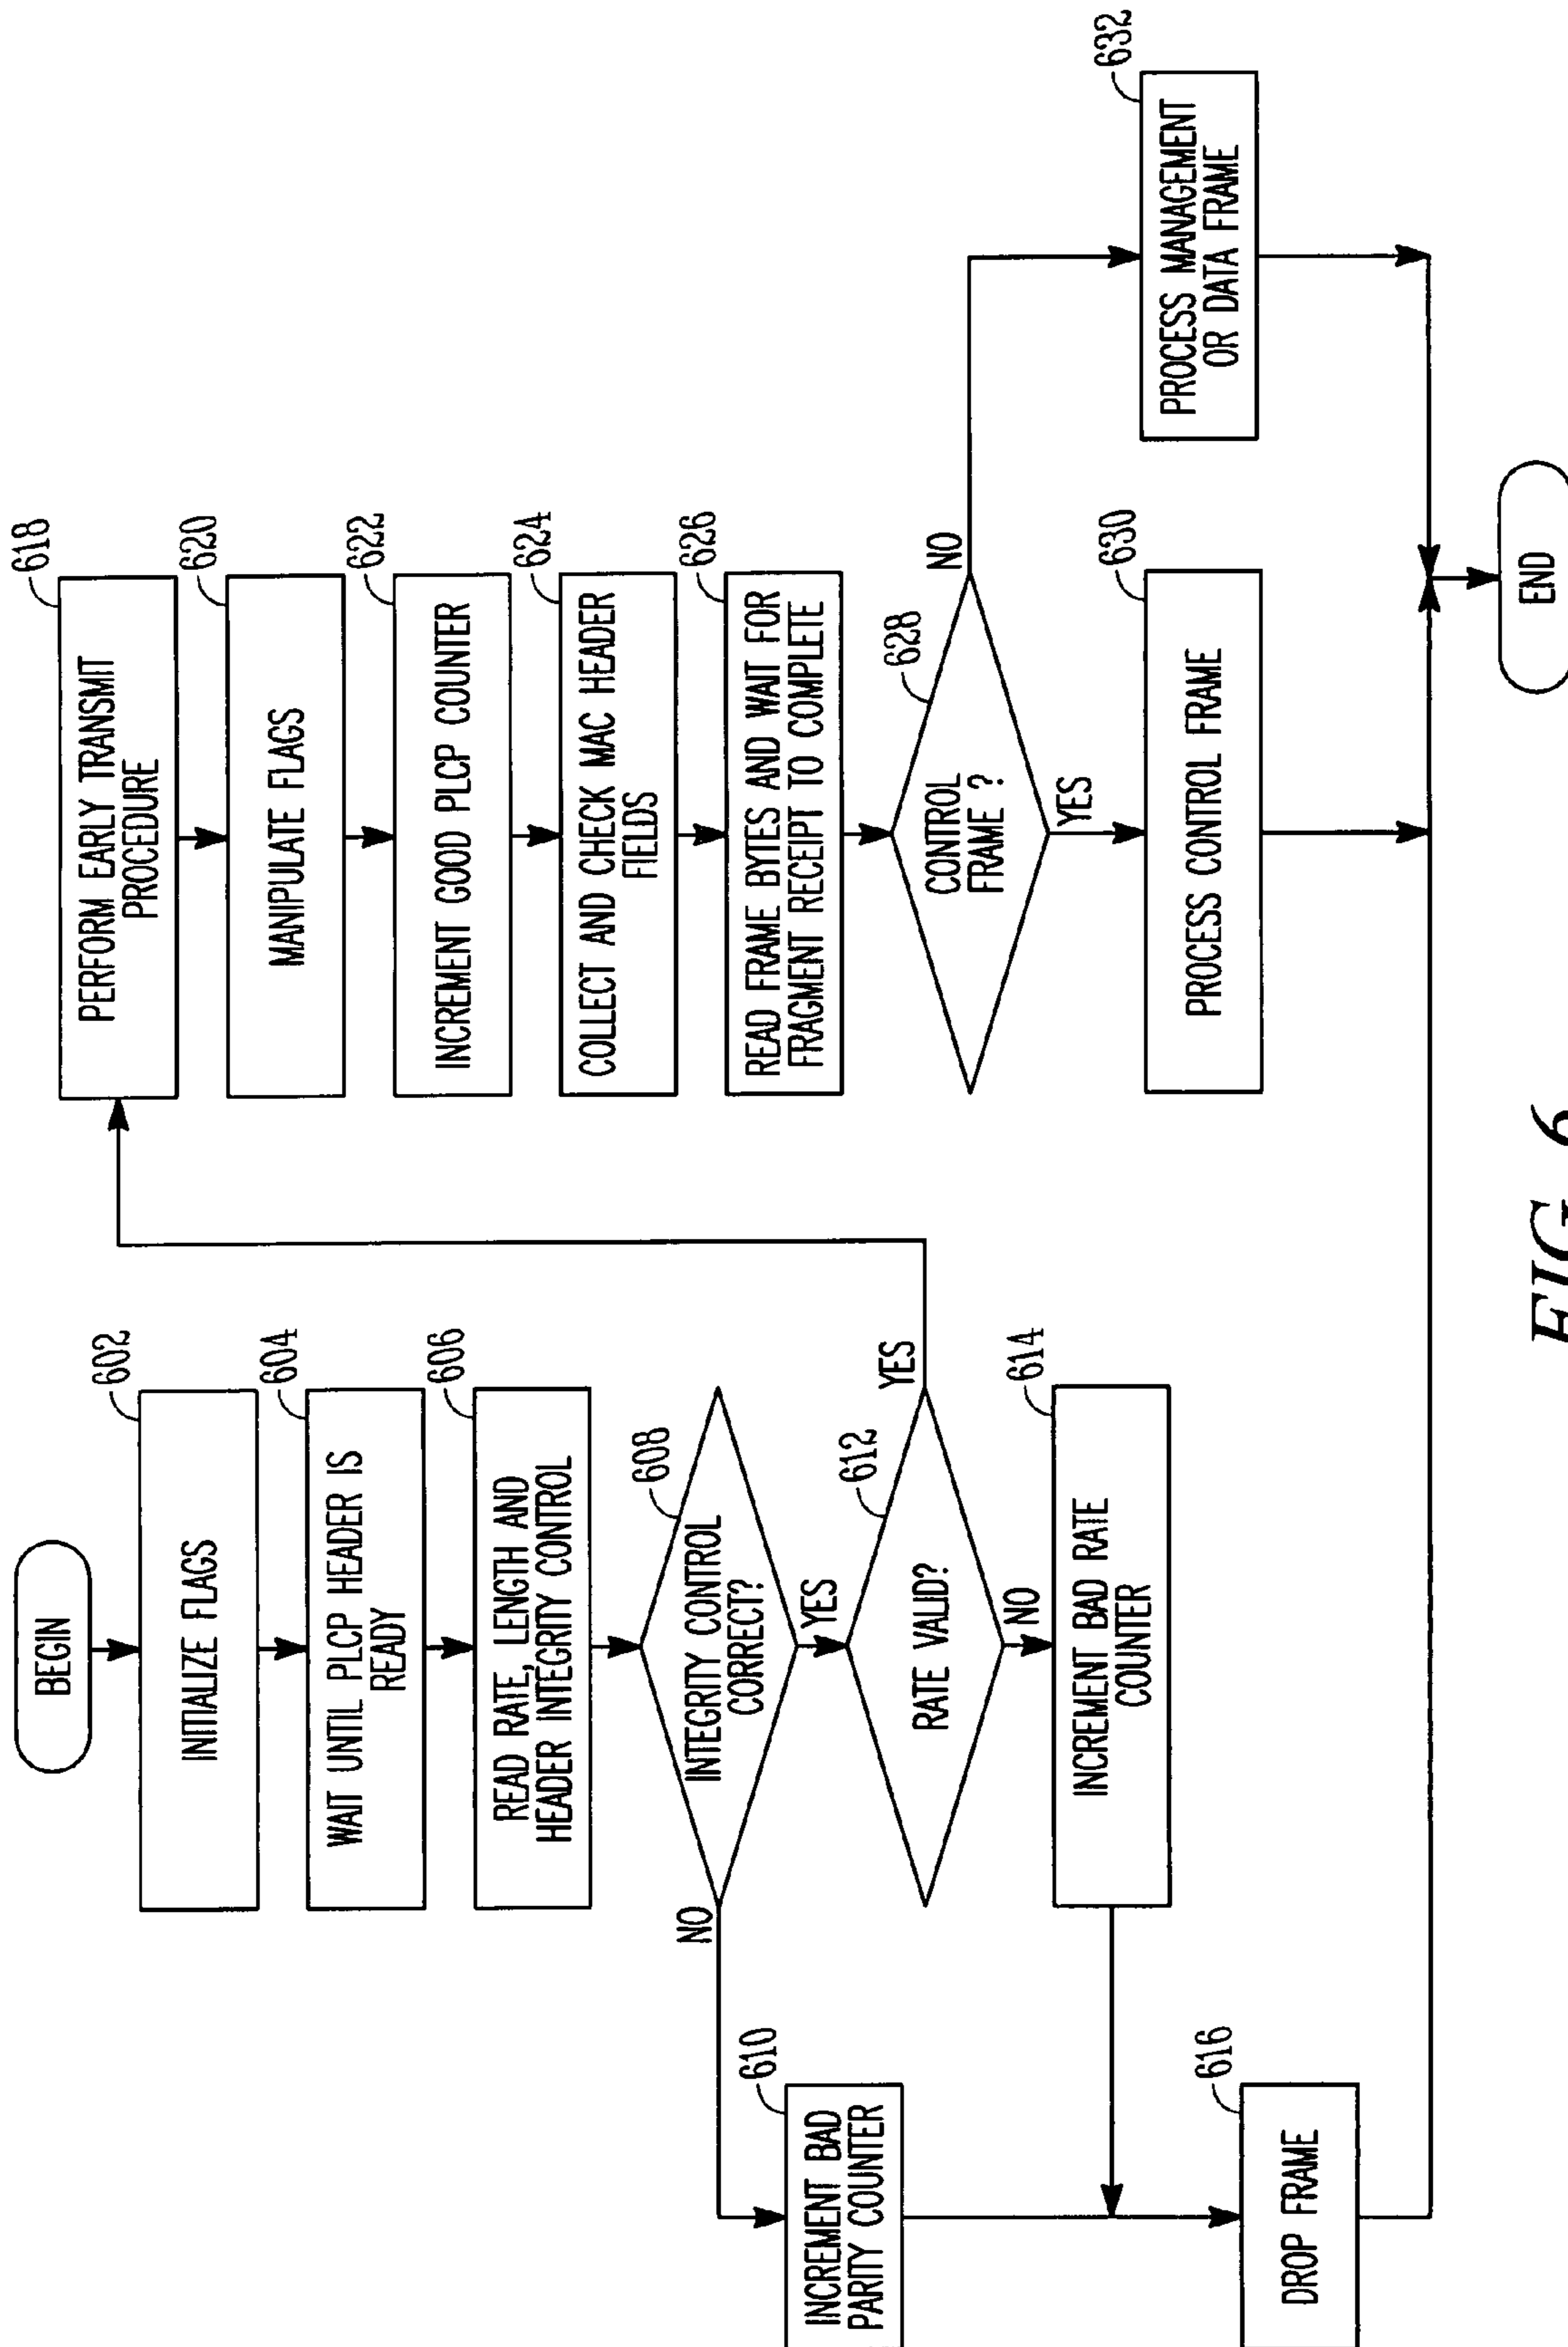 BEGIN
602
INITIALIZE FLAGS
604
WAIT UNTIL PLCP HEADER IS
READY
606
READ RATE, LENGTH AND
HEADER INTEGRITY CONTROL
608
INTEGRITY CONTROL
CORRECT?
NO
YES
610
INCREMENT BAD
PARITY COUNTER
612
RATE VALID?
YES
NO
614
INCREMENT BAD RATE
COUNTER
616
DROP FRAME
618
PERFORM EARLY TRANSMIT
PROCEDURE
620
MANIPULATE FLAGS
622
INCREMENT GOOD PLCP COUNTER
624
COLLECT AND CHECK MAC HEADER
FIELDS
626
READ FRAME BYTES AND WAIT FOR
FRAGMENT RECEIPT TO COMPLETE
628
CONTROL
FRAME ?
NO
YES
630
PROCESS CONTROL FRAME
632
PROCESS MANAGEMENT
OR DATA FRAME
END
FIG. 6